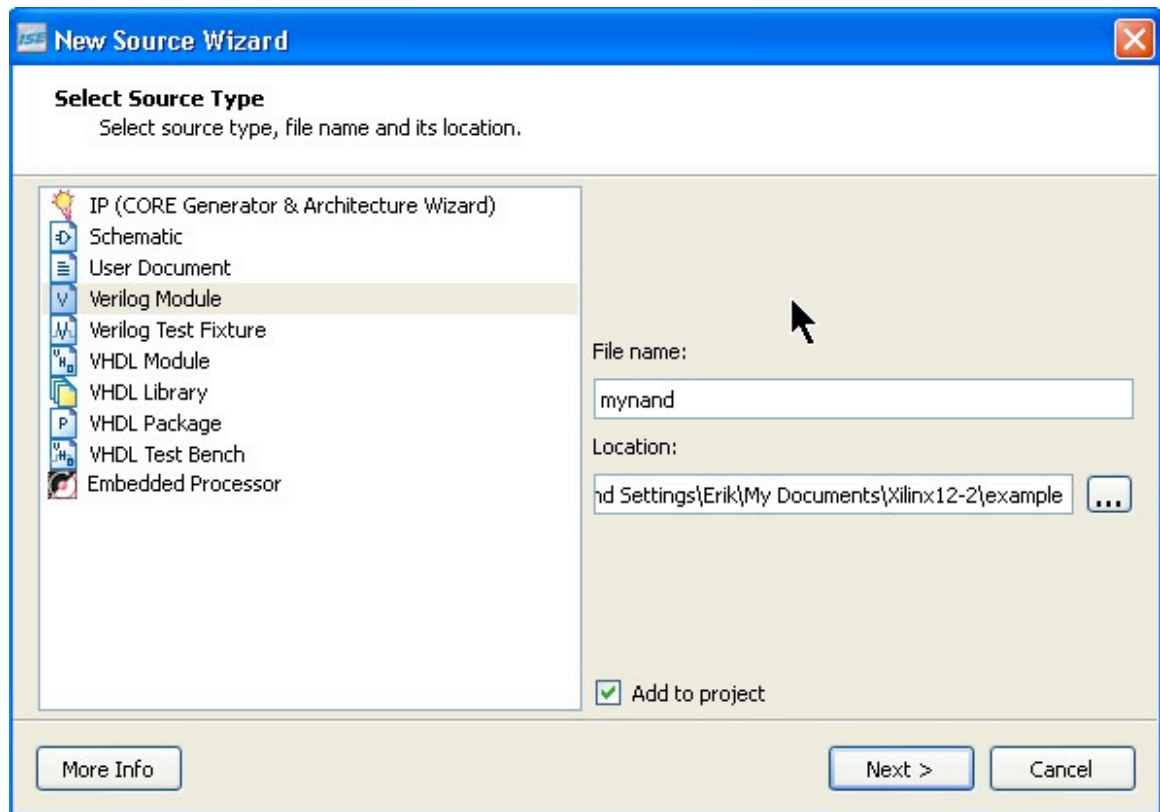 ISE New Source Wizard
Select Source Type
Select source type, file name and its location.
IP (CORE Generator & Architecture Wizard)
Schematic
User Document
Verilog Module
Verilog Test Fixture
VHDL Module
VHDL Library
VHDL Package
VHDL Test Bench
Embedded Processor
File name:
mynand
Location:
nd Settings\Erik\My Documents\Xilinx12-2\example
...
Add to project
More Info
Next >
Cancel